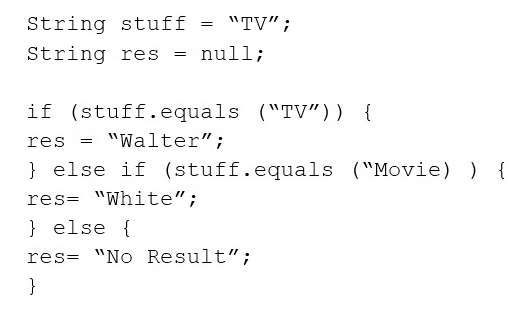 String stuff = “TV”;
String res = null;
if (stuff.equals (“TV”)) {
res = “Walter”;
} else if (stuff.equals (“Movie) ) {
res= “White”;
} else {
res= “No Result”;
}